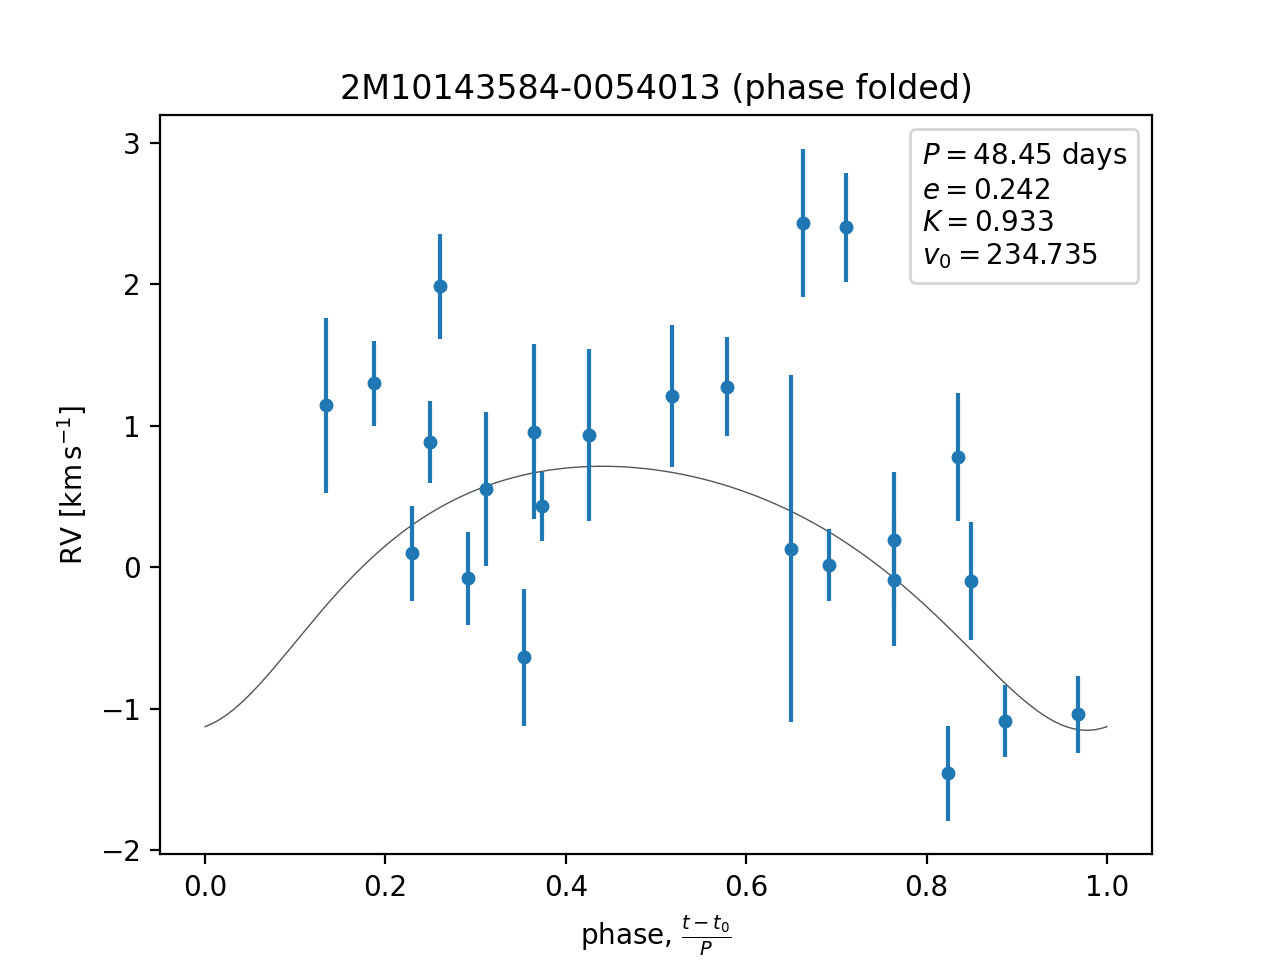 2M10143584-0054013 (phase folded)
P = 48.45 days
e = 0.242
K = 0.933
v₀ = 234.735
3
2
1
0
−1
−2
RV [km s⁻¹]
0.0 0.2 0.4 0.6 0.8 1.0
phase, (t − t₀)/P